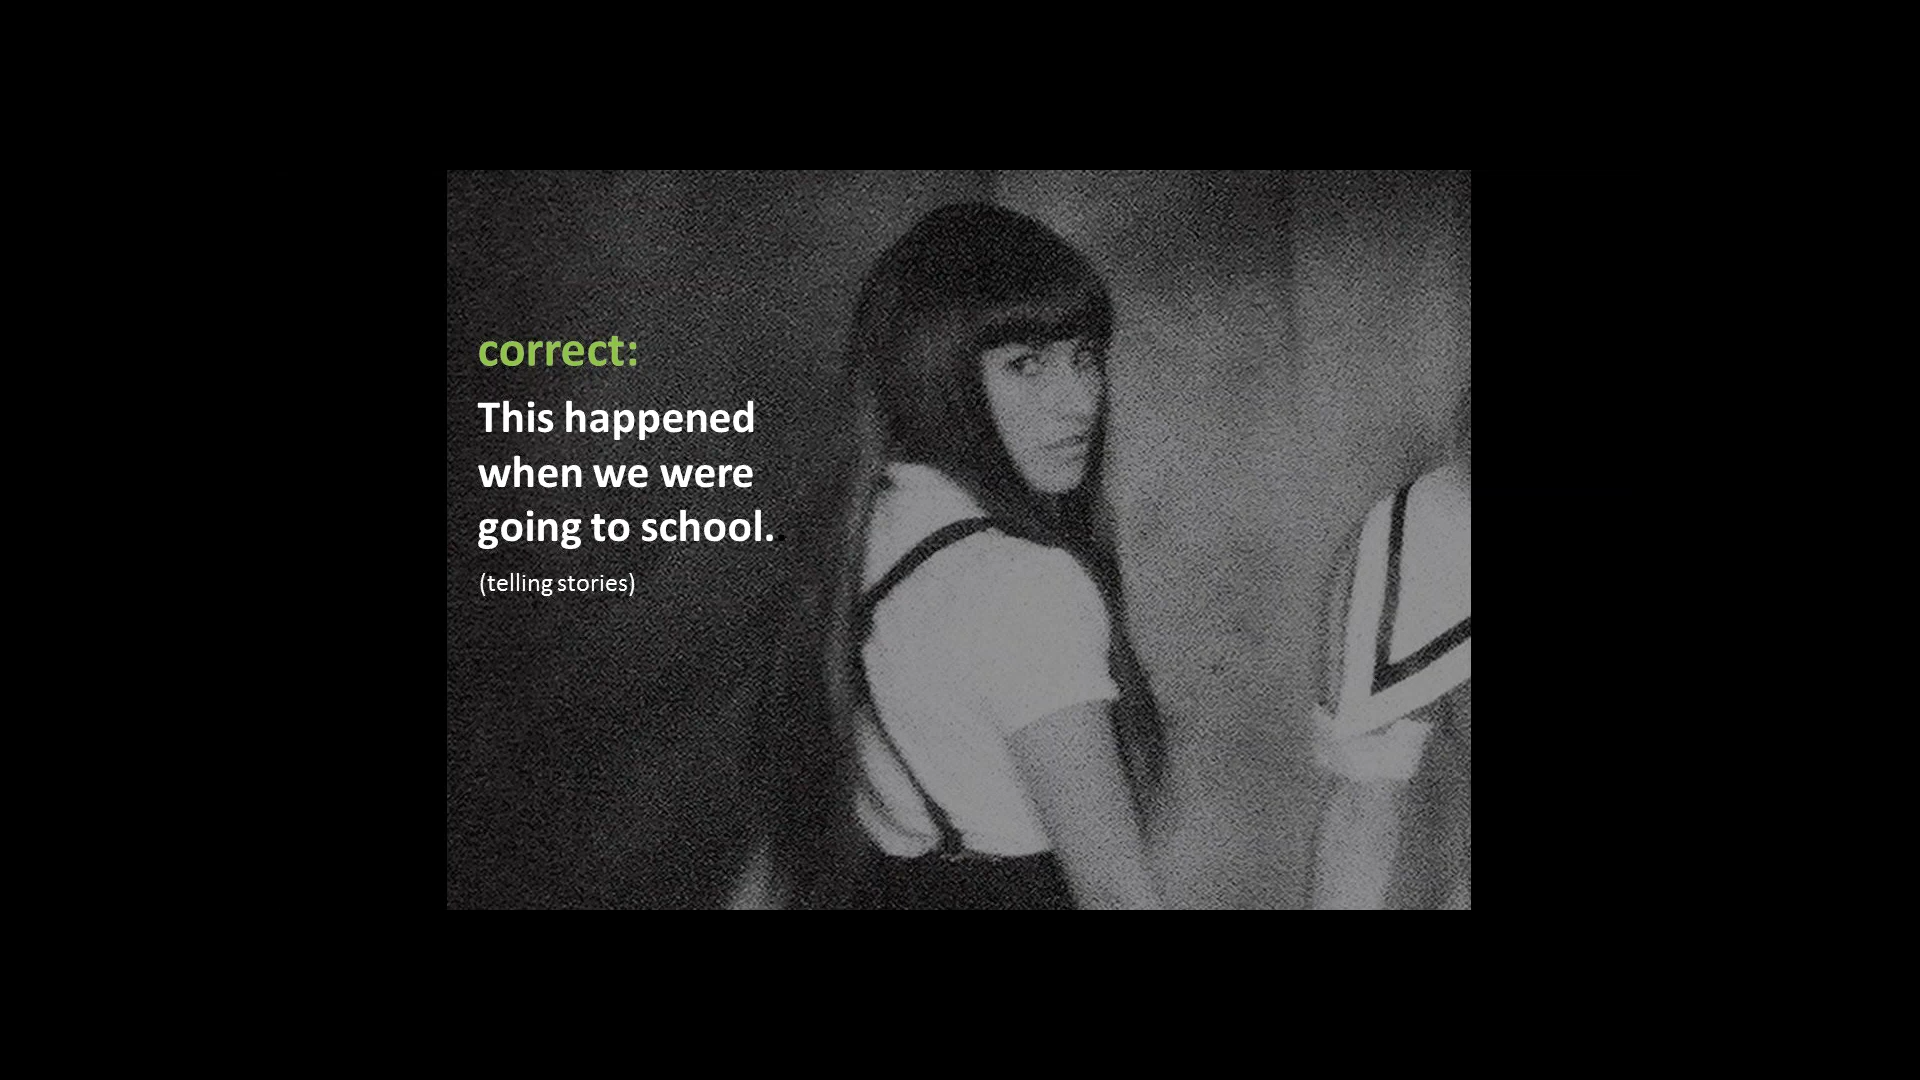 correct:
This happened
when we were
going to school.
(telling stories)